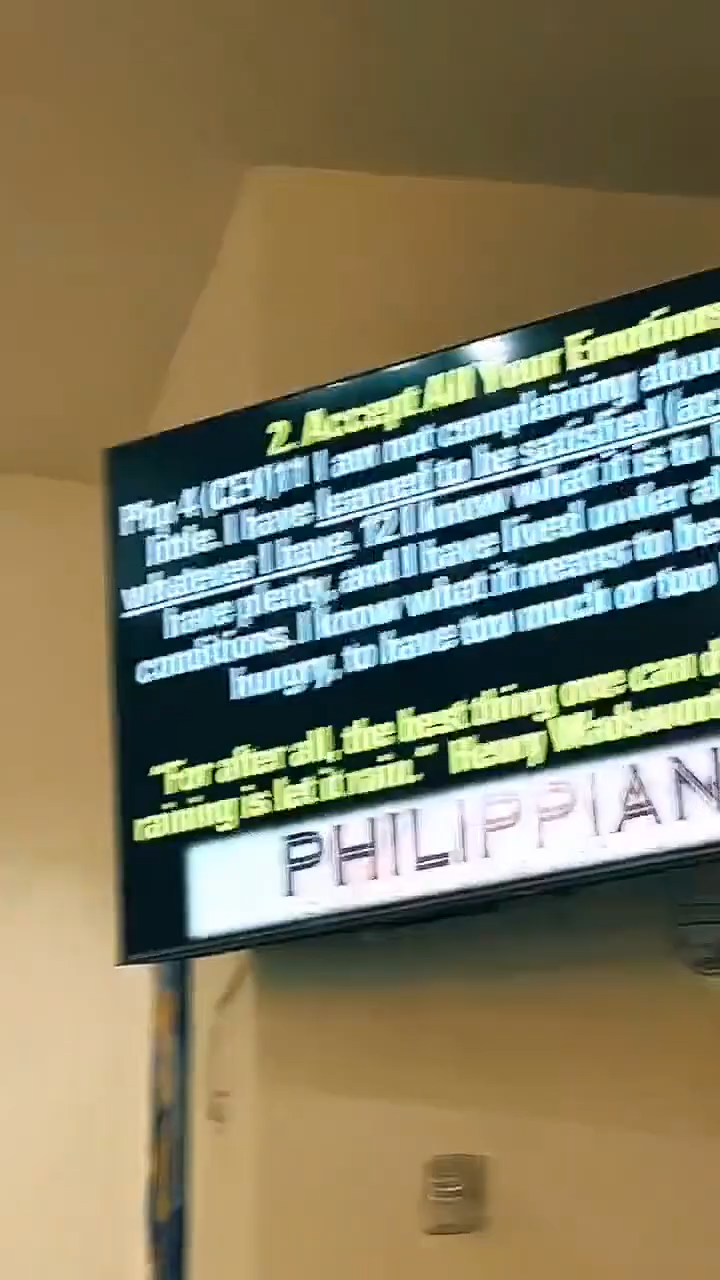 2. Accept All Your Emotions
Php 4 (CEV) 11 I am not complaining about
little. I have learned to be satisfied (ac
whatever I have. 12 I know what it is to
have plenty, and I have lived under al
conditions. I know what it means to be
hungry, to have too much or too
"For after all, the best thing one can d
raining is let it rain." Henry Wadswort
PHILIPPIAN